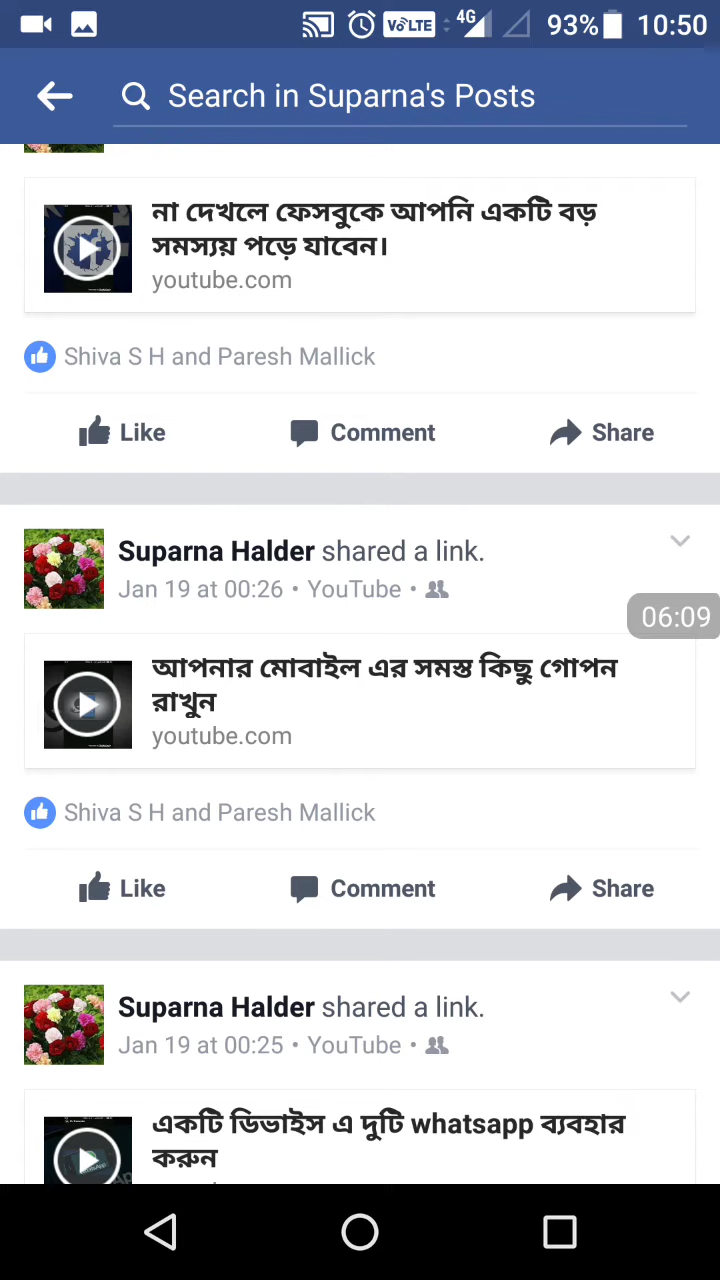 VoLTE 4G 93% 10:50
Search in Suparna's Posts
না দেখলে ফেসবুকে আপনি একটি বড়
সমস্যয় পড়ে যাবেন।
youtube.com
Shiva S H and Paresh Mallick
Like Comment Share
Suparna Halder shared a link.
Jan 19 at 00:26 • YouTube •
06:09
আপনার মোবাইল এর সমস্ত কিছু গোপন
রাখুন
youtube.com
Shiva S H and Paresh Mallick
Like Comment Share
Suparna Halder shared a link.
Jan 19 at 00:25 • YouTube •
একটি ডিভাইস এ দুটি whatsapp ব্যবহার
করুন